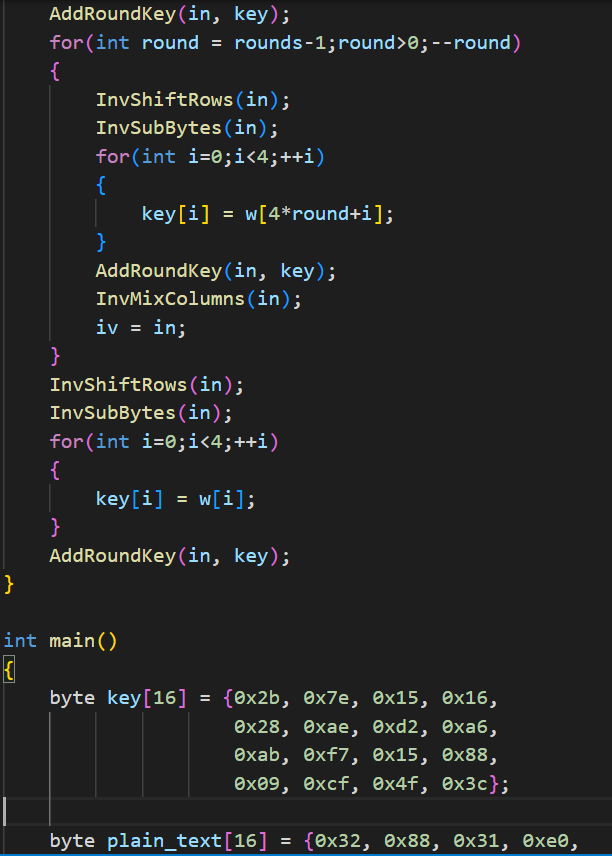 AddRoundKey(in, key);
for(int round = rounds-1;round>0;--round)
{
InvShiftRows(in);
InvSubBytes(in);
for(int i=0;i<4;++i)
{
key[i] = w[4*round+i];
}
AddRoundKey(in, key);
InvMixColumns(in);
iv = in;
}
InvShiftRows(in);
InvSubBytes(in);
for(int i=0;i<4;++i)
{
key[i] = w[i];
}
AddRoundKey(in, key);
}
int main()
{
byte key[16] = {0x2b, 0x7e, 0x15, 0x16,
0x28, 0xae, 0xd2, 0xa6,
0xab, 0xf7, 0x15, 0x88,
0x09, 0xcf, 0x4f, 0x3c};
byte plain_text[16] = {0x32, 0x88, 0x31, 0xe0,